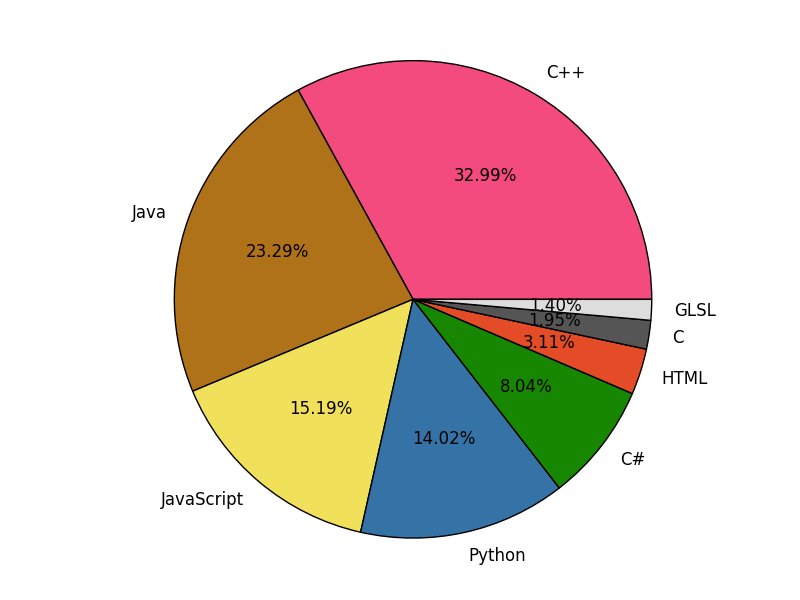 C++
32.99%
Java
23.29%
1.40%
GLSL
1.95%
C
3.11%
HTML
8.04%
C#
15.19%
14.02%
JavaScript
Python